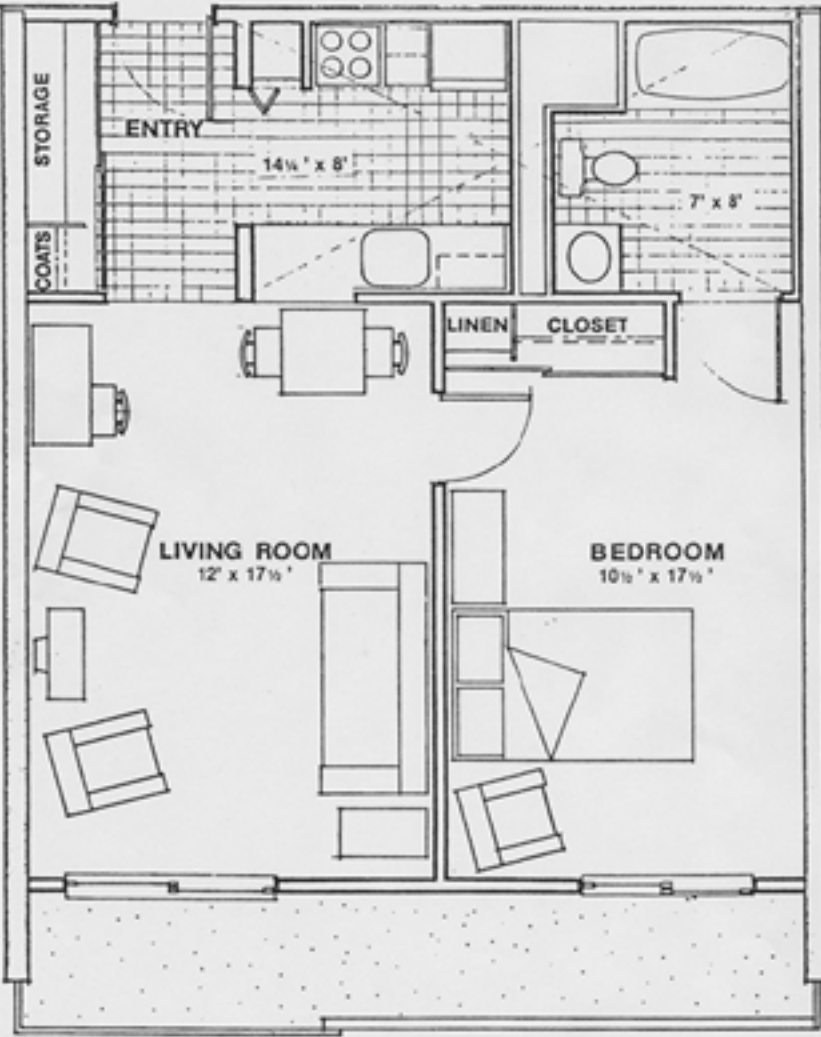 STORAGE
ENTRY
14¼' x 8'
7' x 8'
COATS
LINEN
CLOSET
LIVING ROOM
12' x 17½'
BEDROOM
10½' x 17½'